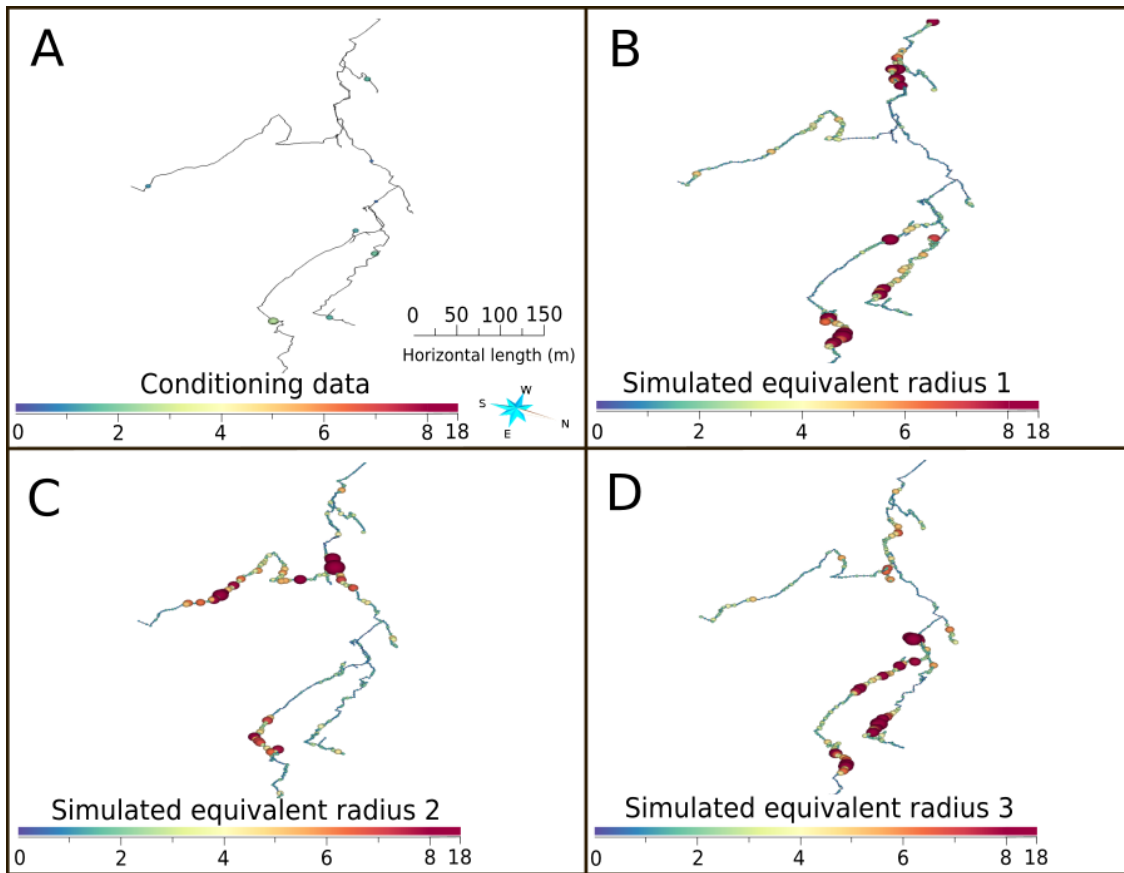 A
0 50 100 150
Horizontal length (m)
Conditioning data
0 2 4 6 8 18
W
S
N
E
B
Simulated equivalent radius 1
0 2 4 6 8 18
C
Simulated equivalent radius 2
0 2 4 6 8 18
D
Simulated equivalent radius 3
0 2 4 6 8 18